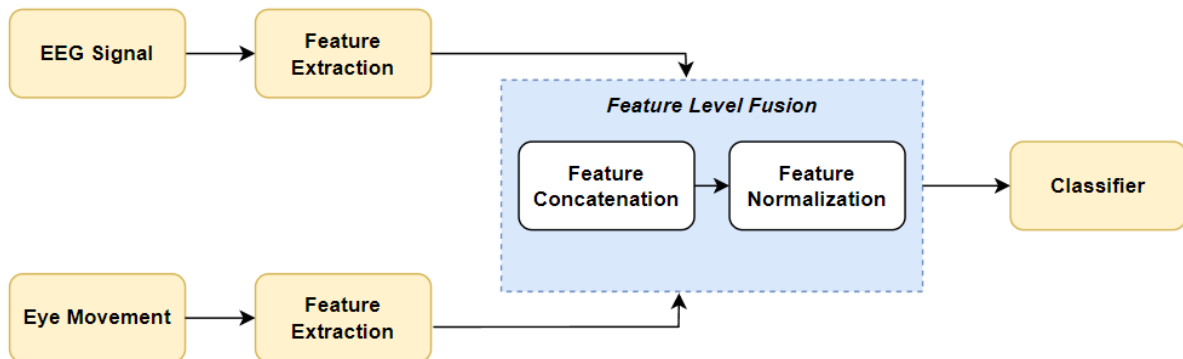 EEG Signal
Feature
Extraction
Feature Level Fusion
Feature
Concatenation
Feature
Normalization
Classifier
Eye Movement
Feature
Extraction